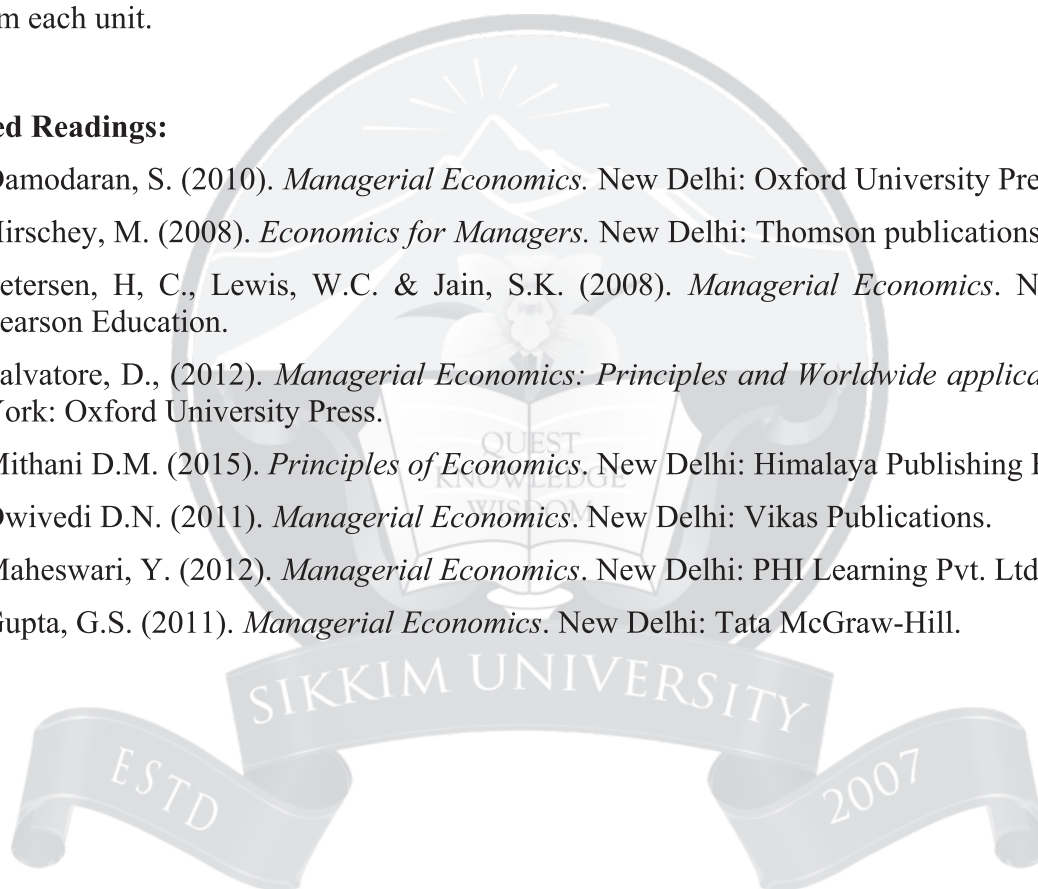 m each unit.
ed Readings:
Damodaran, S. (2010). Managerial Economics. New Delhi: Oxford University Pre
Hirschey, M. (2008). Economics for Managers. New Delhi: Thomson publications
etersen, H, C., Lewis, W.C. & Jain, S.K. (2008). Managerial Economics. N
earson Education.
alvatore, D., (2012). Managerial Economics: Principles and Worldwide applica
York: Oxford University Press.
Mithani D.M. (2015). Principles of Economics. New Delhi: Himalaya Publishing H
Dwivedi D.N. (2011). Managerial Economics. New Delhi: Vikas Publications.
Maheswari, Y. (2012). Managerial Economics. New Delhi: PHI Learning Pvt. Ltd
Gupta, G.S. (2011). Managerial Economics. New Delhi: Tata McGraw-Hill.
QUEST
KNOWLEDGE
WISDOM
SIKKIM UNIVERSITY
ESTD 2007